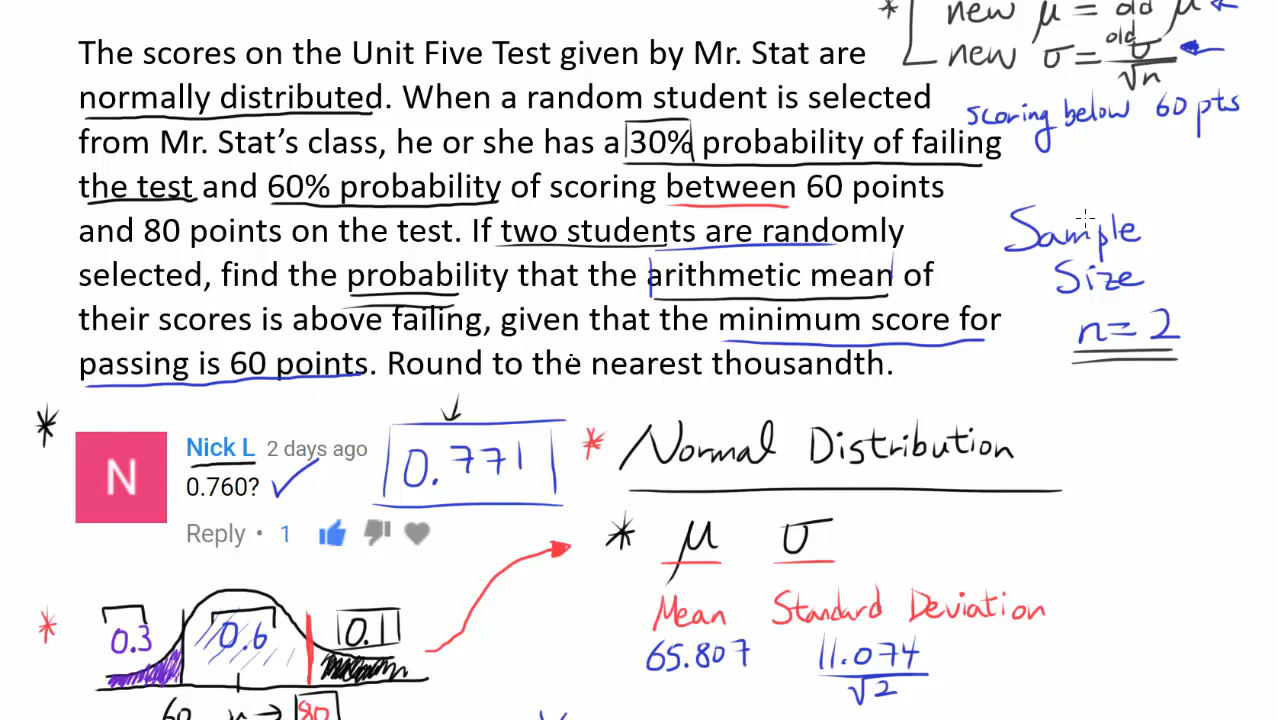 * new μ = old μ
new σ = old σ / √n
The scores on the Unit Five Test given by Mr. Stat are
normally distributed. When a random student is selected
from Mr. Stat’s class, he or she has a 30% probability of failing
the test and 60% probability of scoring between 60 points
and 80 points on the test. If two students are randomly
selected, find the probability that the arithmetic mean of
their scores is above failing, given that the minimum score for
passing is 60 points. Round to the nearest thousandth.
scoring below 60 pts
Sample
Size
n = 2
*
N
Nick L 2 days ago
0.760? ✓
Reply • 1
0.771
* Normal Distribution
* μ σ
Mean Standard Deviation
65.807 11.074 / √2
* 0.3 0.6 0.1
60 μ → 80